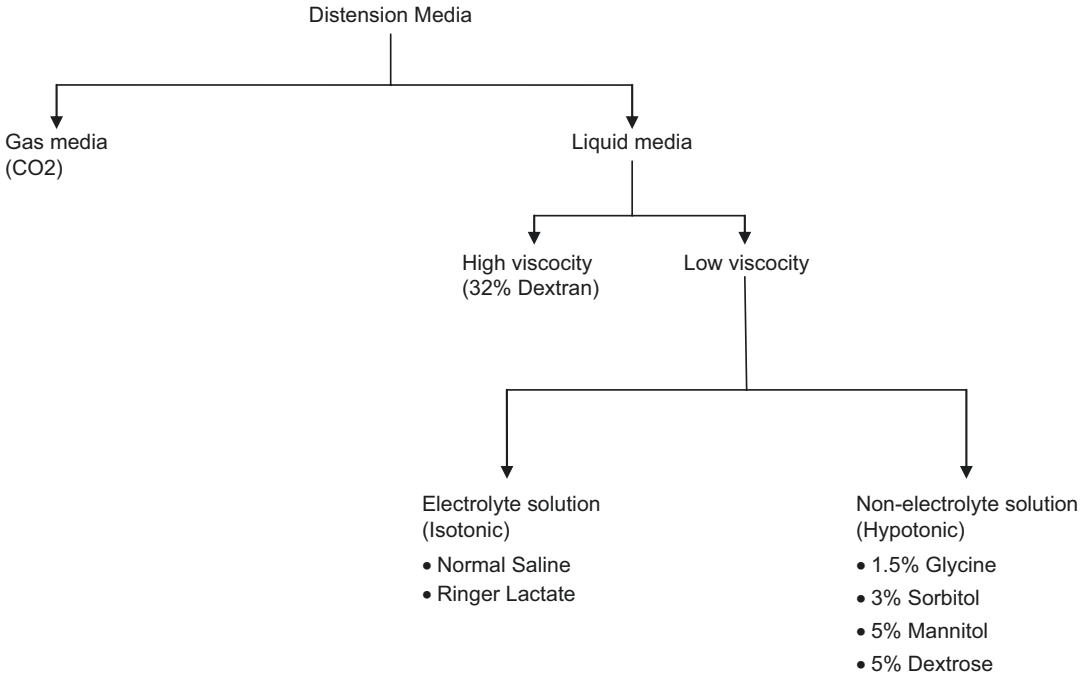 Distension Media
Gas media
(CO2)
Liquid media
High viscocity
(32% Dextran)
Low viscocity
Electrolyte solution
(Isotonic)
• Normal Saline
• Ringer Lactate
Non-electrolyte solution
(Hypotonic)
• 1.5% Glycine
• 3% Sorbitol
• 5% Mannitol
• 5% Dextrose